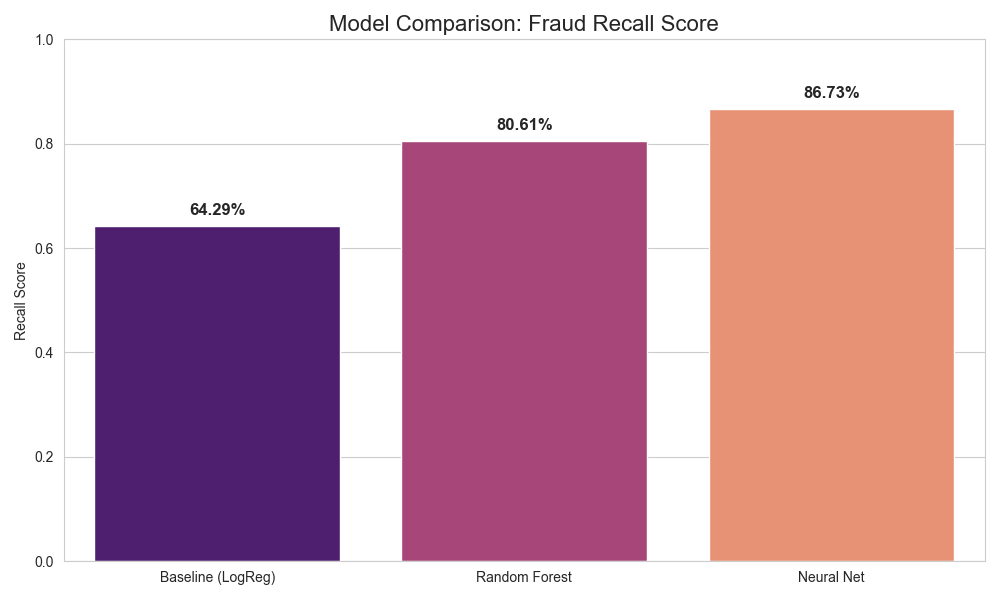 Model Comparison: Fraud Recall Score
Recall Score
1.0
0.8
0.6
0.4
0.2
0.0
64.29%
80.61%
86.73%
Baseline (LogReg)
Random Forest
Neural Net